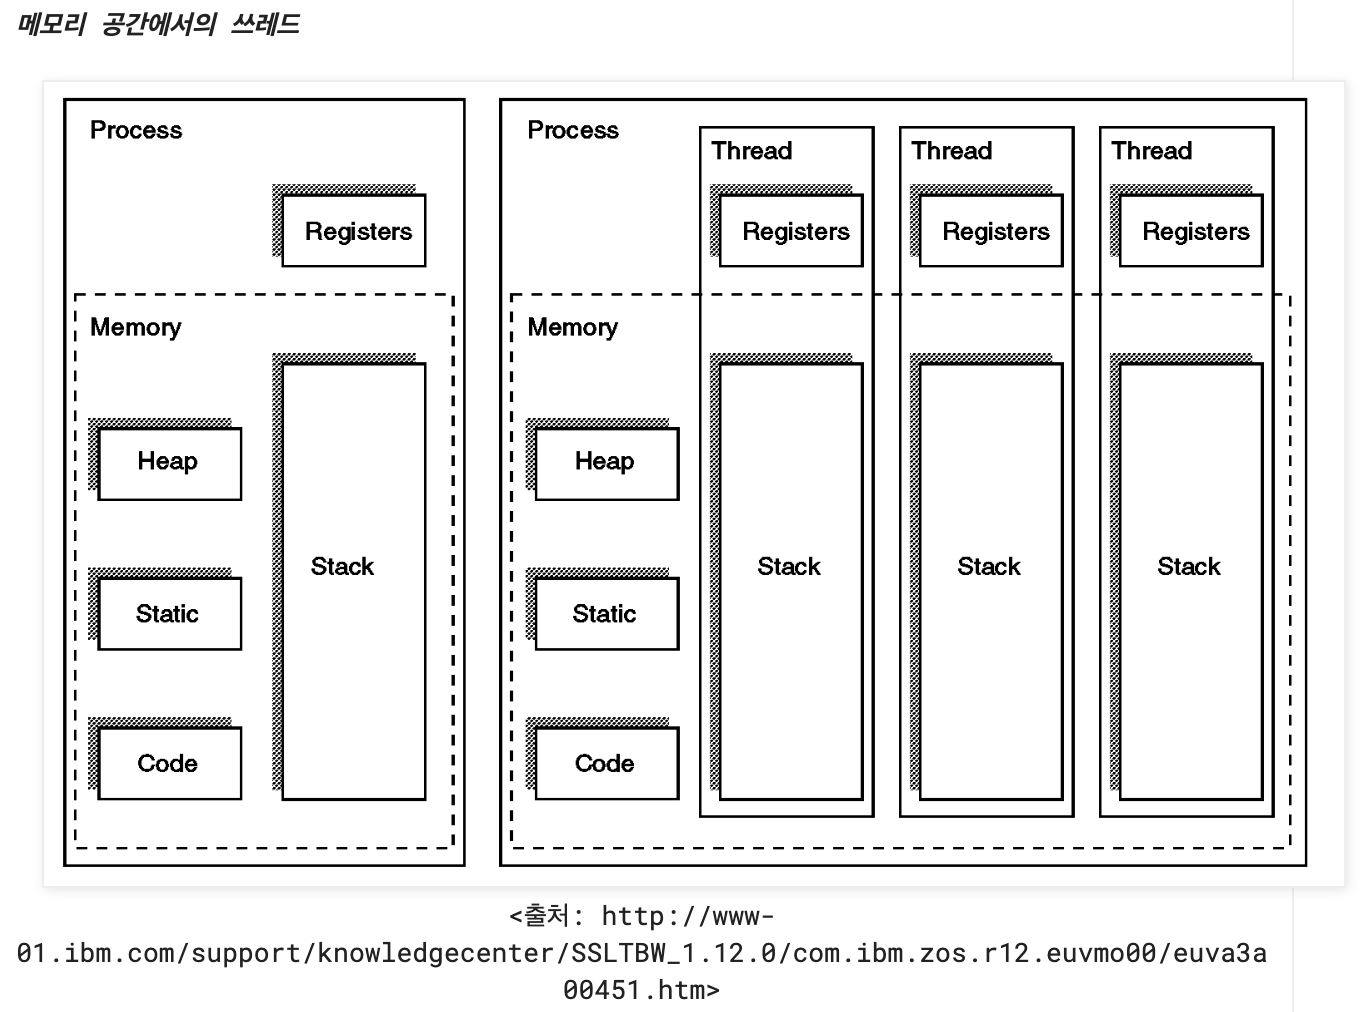 메모리 공간에서의 쓰레드
Process
Registers
Memory
Heap
Static
Code
Stack
Process
Memory
Heap
Static
Code
Thread
Registers
Stack
Thread
Registers
Stack
Thread
Registers
Stack
<출처: http://www-
01.ibm.com/support/knowledgecenter/SSLTBW_1.12.0/com.ibm.zos.r12.euvmo00/euva3a
00451.htm>